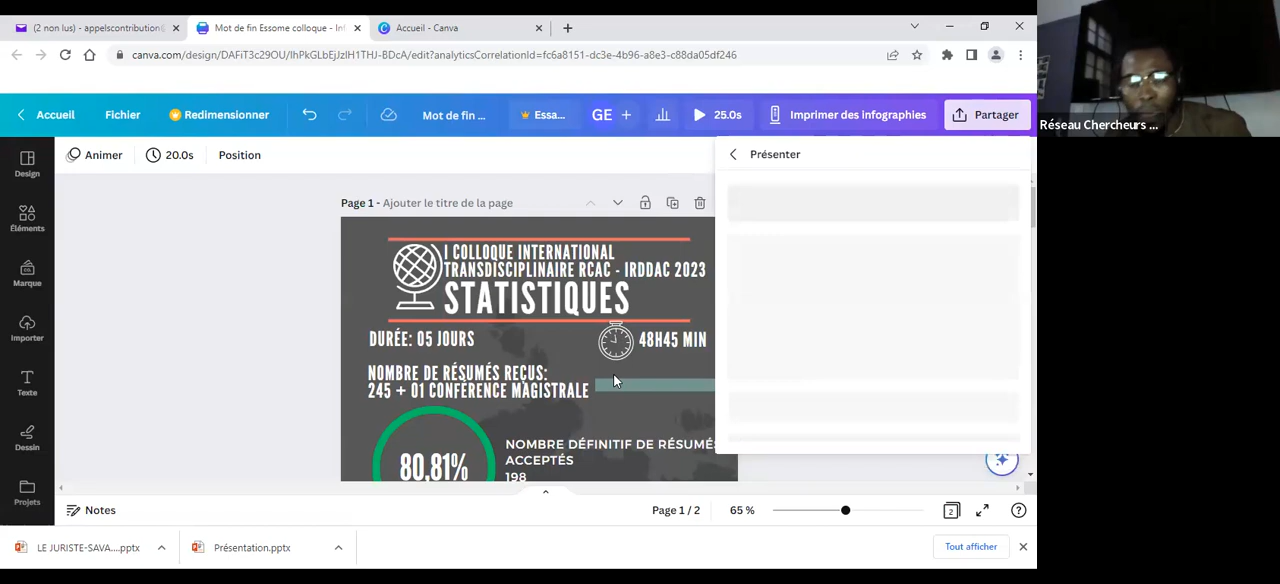 (2 non lus) - appelscontribution@
Mot de fin Essome colloque - Inf
Accueil - Canva
canva.com/design/DAFiT3c29OU/IhPkGLbEjJzlH1THJ-BDcA/edit?analyticsCorrelationId=fc6a8151-dc3e-4b96-a8e3-c88da05df246
Accueil
Fichier
Redimensionner
Mot de fin ...
Essa...
GE
25.0s
Imprimer des infographies
Partager
Réseau Chercheurs ...
Animer
20.0s
Position
Présenter
Design
Éléments
Marque
Importer
Texte
Dessin
Projets
Page 1 - Ajouter le titre de la page
I COLLOQUE INTERNATIONAL
TRANSDISCIPLINAIRE RCAC - IRDDAC 2023
STATISTIQUES
DURÉE: 05 JOURS
48H45 MIN
NOMBRE DE RÉSUMÉS REÇUS:
245 + 01 CONFÉRENCE MAGISTRALE
80,81%
NOMBRE DÉFINITIF DE RÉSUMÉS
ACCEPTÉS
198
Notes
Page 1 / 2
65 %
2
LE JURISTE-SAVA....pptx
Présentation.pptx
Tout afficher